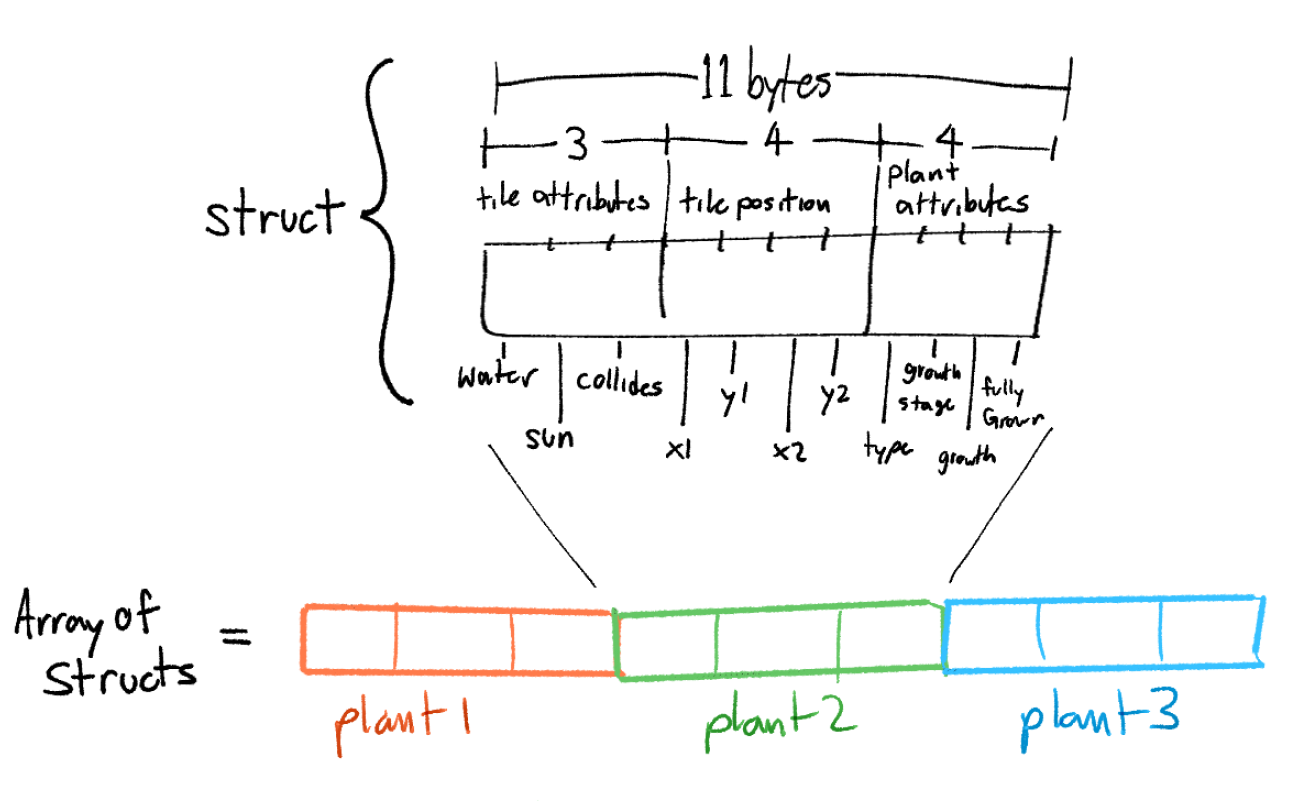 11 bytes
3 4 4
tile attributes tile position plant attributes
struct
water collides y1 y2 growth stage fully Grown
sun x1 x2 type growth
Array of
Structs =
plant 1 plant 2 plant 3